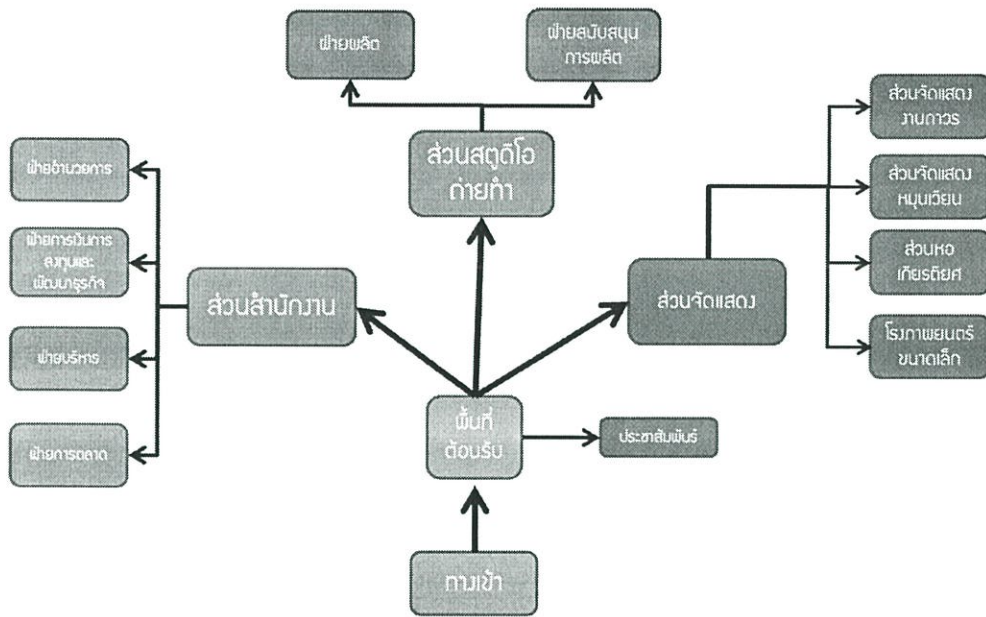 ฝ่ายผลิต
ฝ่ายสนับสนุน
การผลิต
ส่วนสตูดิโอ
ถ่ายทำ
ฝ่ายอำนวยการ
ฝ่ายการเงินการ
ลงทุนและ
พัฒนาธุรกิจ
ฝ่ายบริหาร
ฝ่ายการตลาด
ส่วนสำนักงาน
ส่วนจัดแสดง
ส่วนจัดแสดง
งานถาวร
ส่วนจัดแสดง
หมุนเวียน
ส่วนหอ
เกียรติยศ
โรงภาพยนตร์
ขนาดเล็ก
พื้นที่
ต้อนรับ
ประชาสัมพันธ์
ทางเข้า